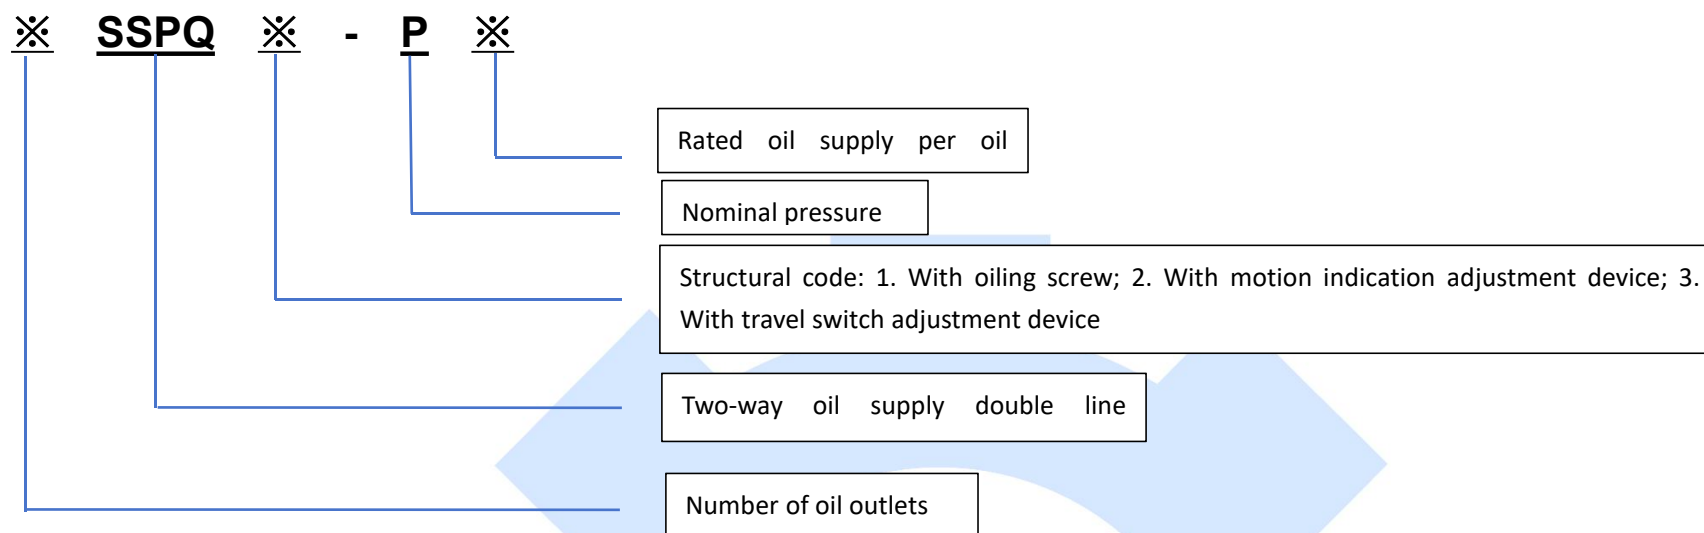 ※ SSPQ ※ - P ※
Rated oil supply per oil
Nominal pressure
Structural code: 1. With oiling screw; 2. With motion indication adjustment device; 3.
With travel switch adjustment device
Two-way oil supply double line
Number of oil outlets